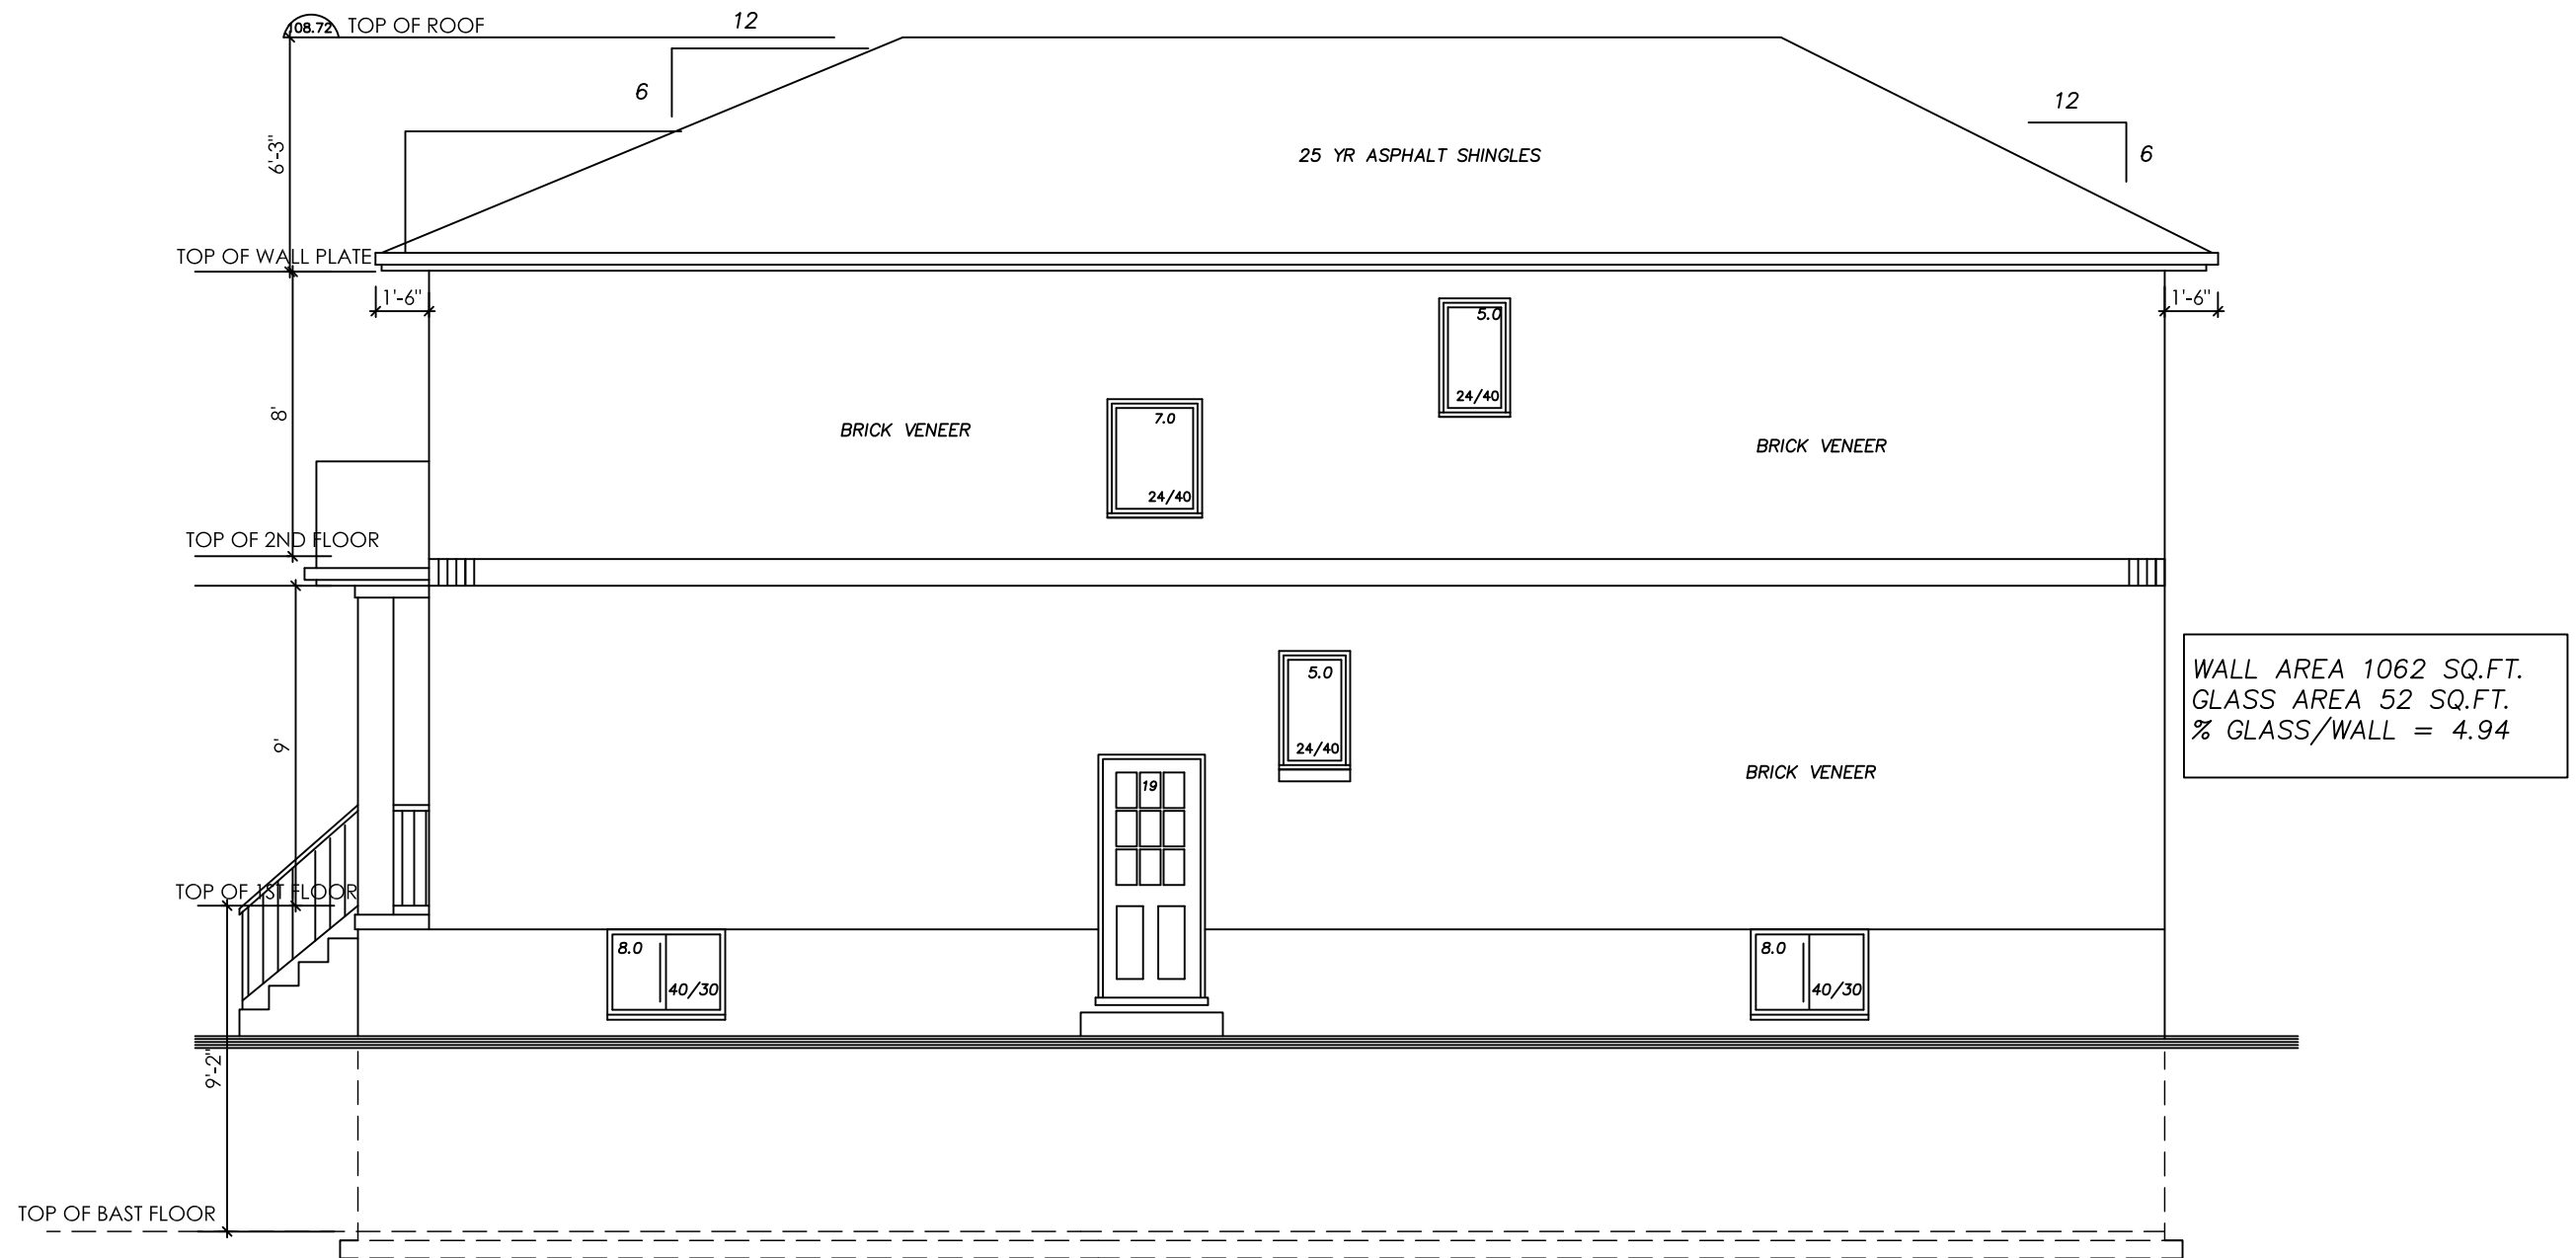 108.72 TOP OF ROOF
12
6
12
6
6'-3"
25 YR ASPHALT SHINGLES
TOP OF WALL PLATE
1'-6"
1'-6"
5.0
24/40
8'
7.0
24/40
BRICK VENEER
BRICK VENEER
TOP OF 2ND FLOOR
9'
5.0
24/40
WALL AREA 1062 SQ.FT.
GLASS AREA 52 SQ.FT.
% GLASS/WALL = 4.94
BRICK VENEER
19
TOP OF 1ST FLOOR
8.0
40/30
8.0
40/30
9'-2"
TOP OF BAST FLOOR